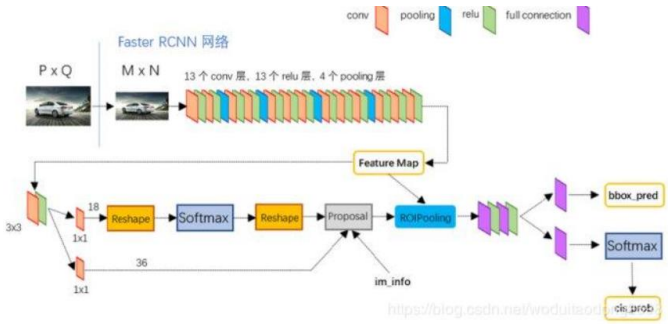 conv pooling relu full connection
Faster RCNN 网络
P x Q
M x N
13 个 conv 层, 13 个 relu 层, 4 个 pooling 层
Feature Map
3x3
18
1x1
Reshape
Softmax
Reshape
Proposal
ROIPooling
bbox_pred
Softmax
36
1x1
im_info
cls_prob